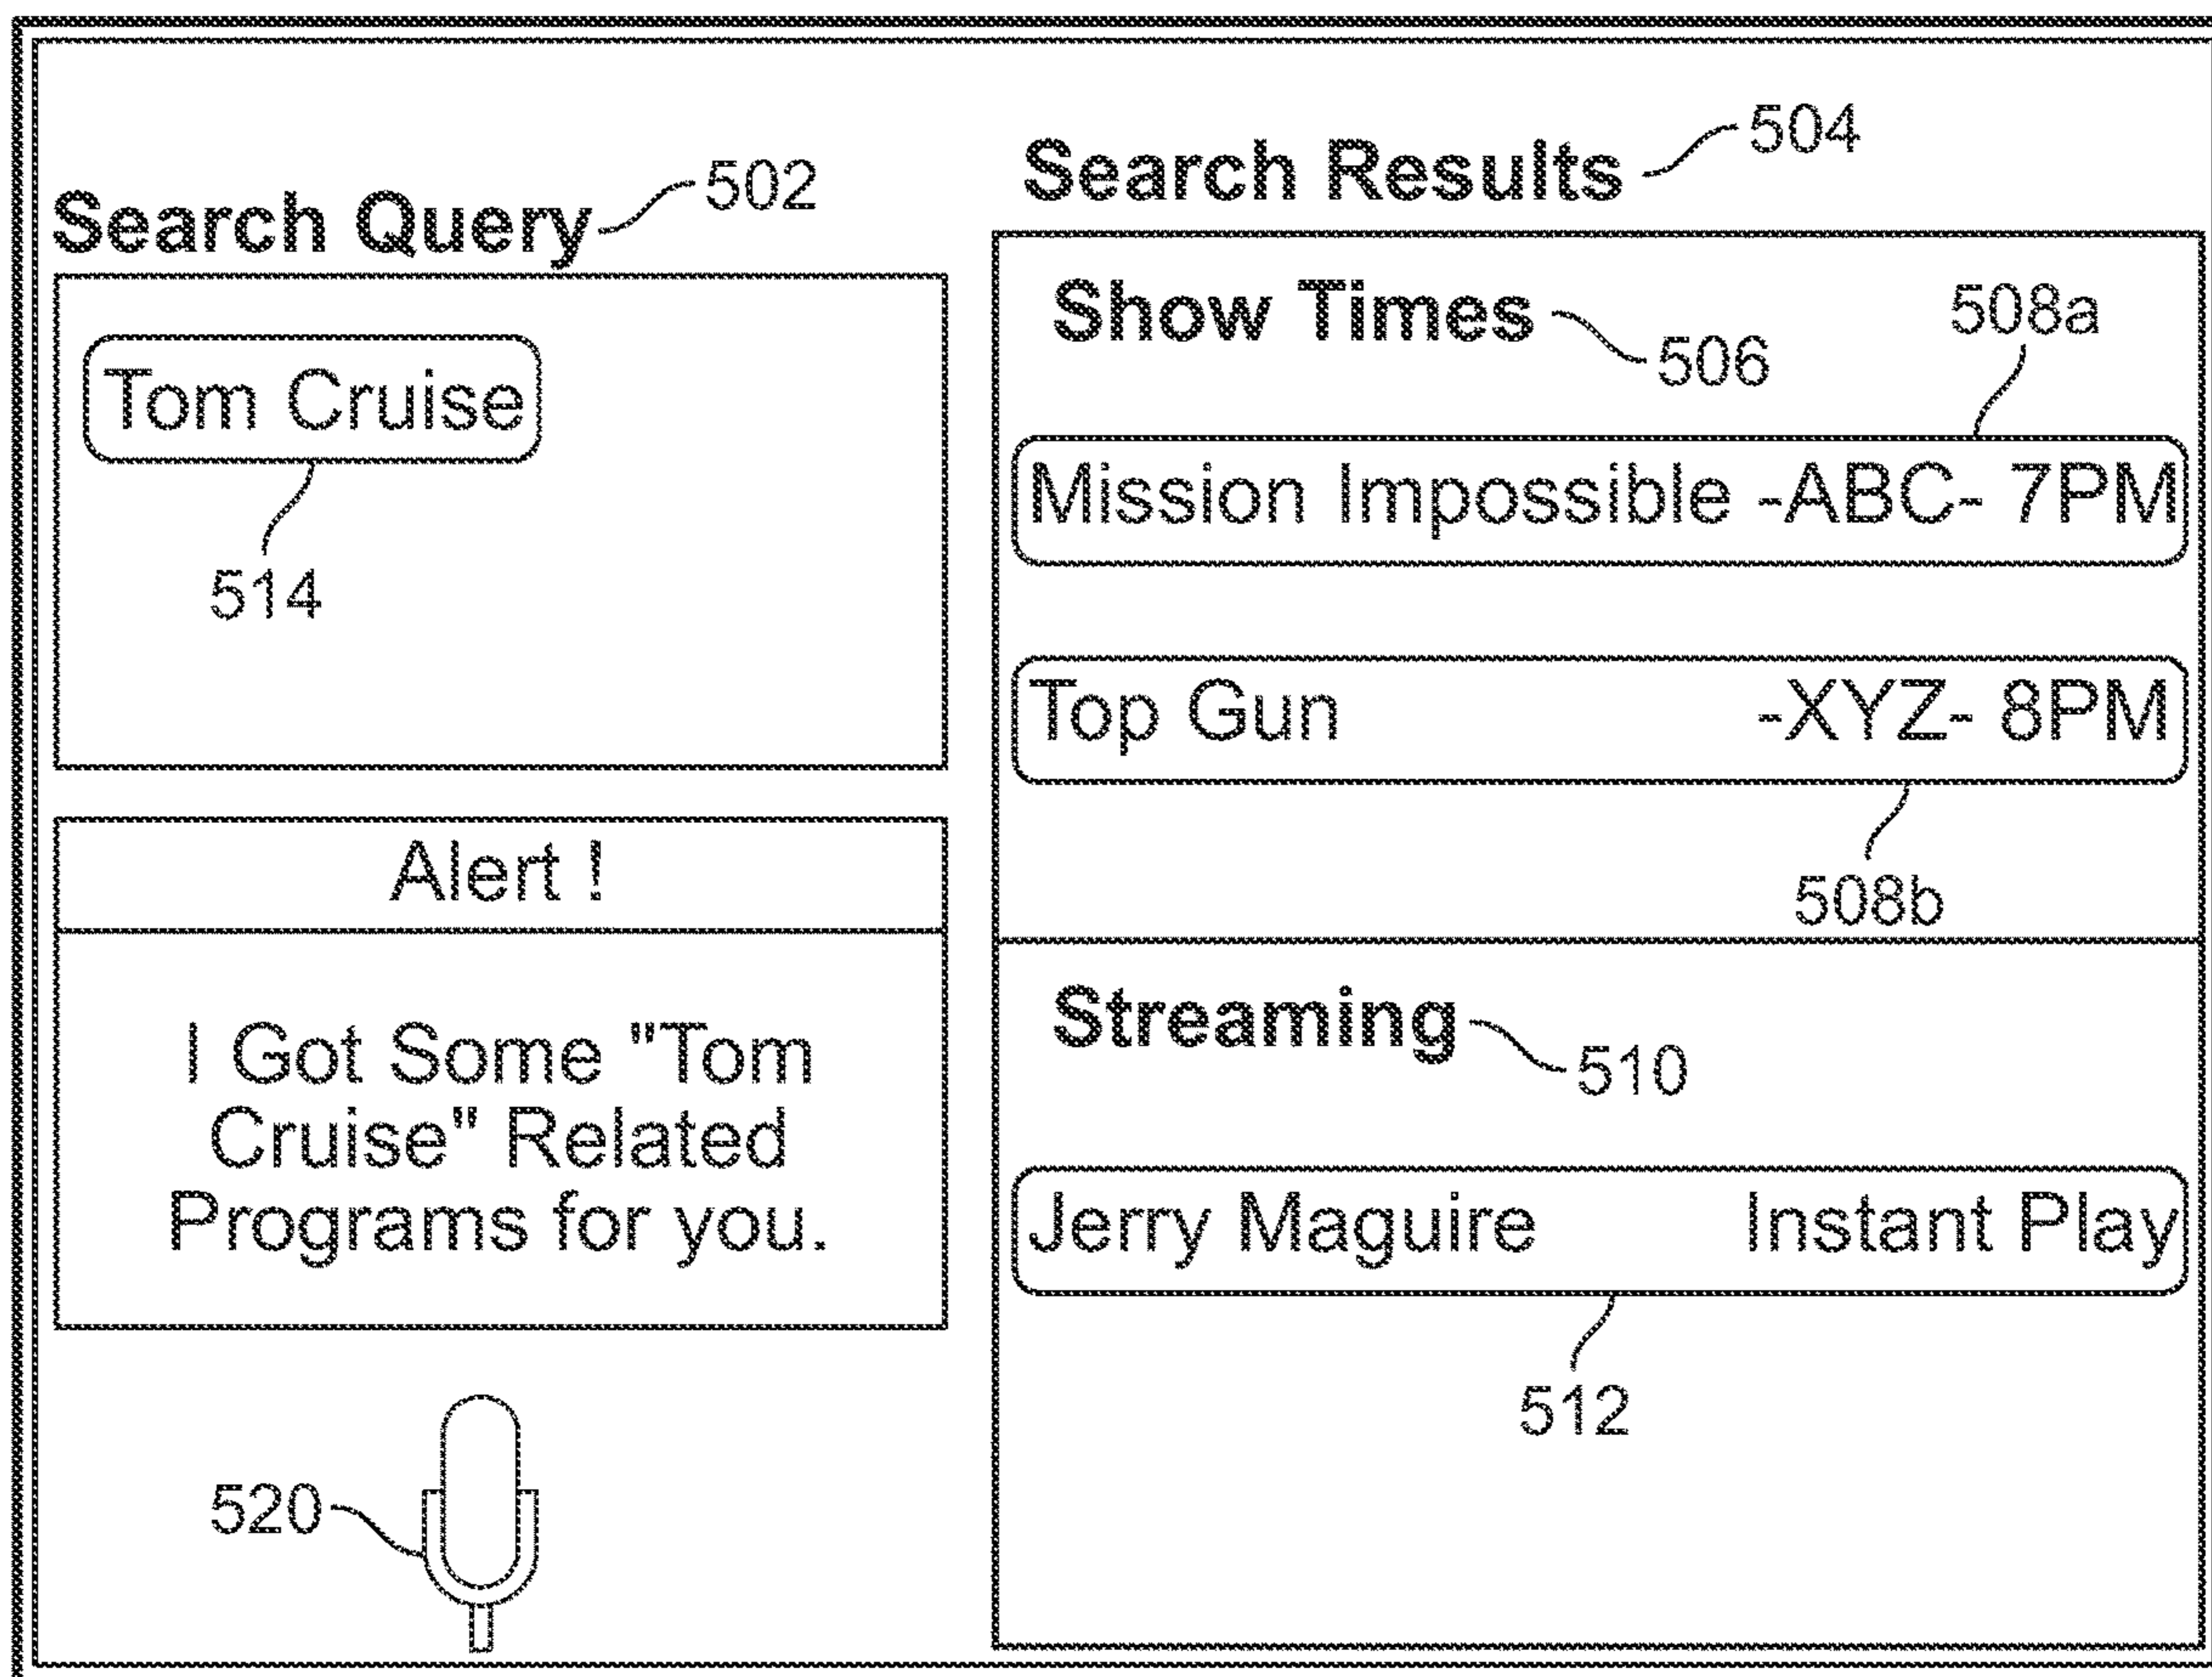 Search Query 502
Tom Cruise
514
Alert !
I Got Some "Tom
Cruise" Related
Programs for you.
520
Search Results 504
Show Times 506
508a
Mission Impossible -ABC- 7PM
Top Gun -XYZ- 8PM
508b
Streaming 510
Jerry Maguire Instant Play
512